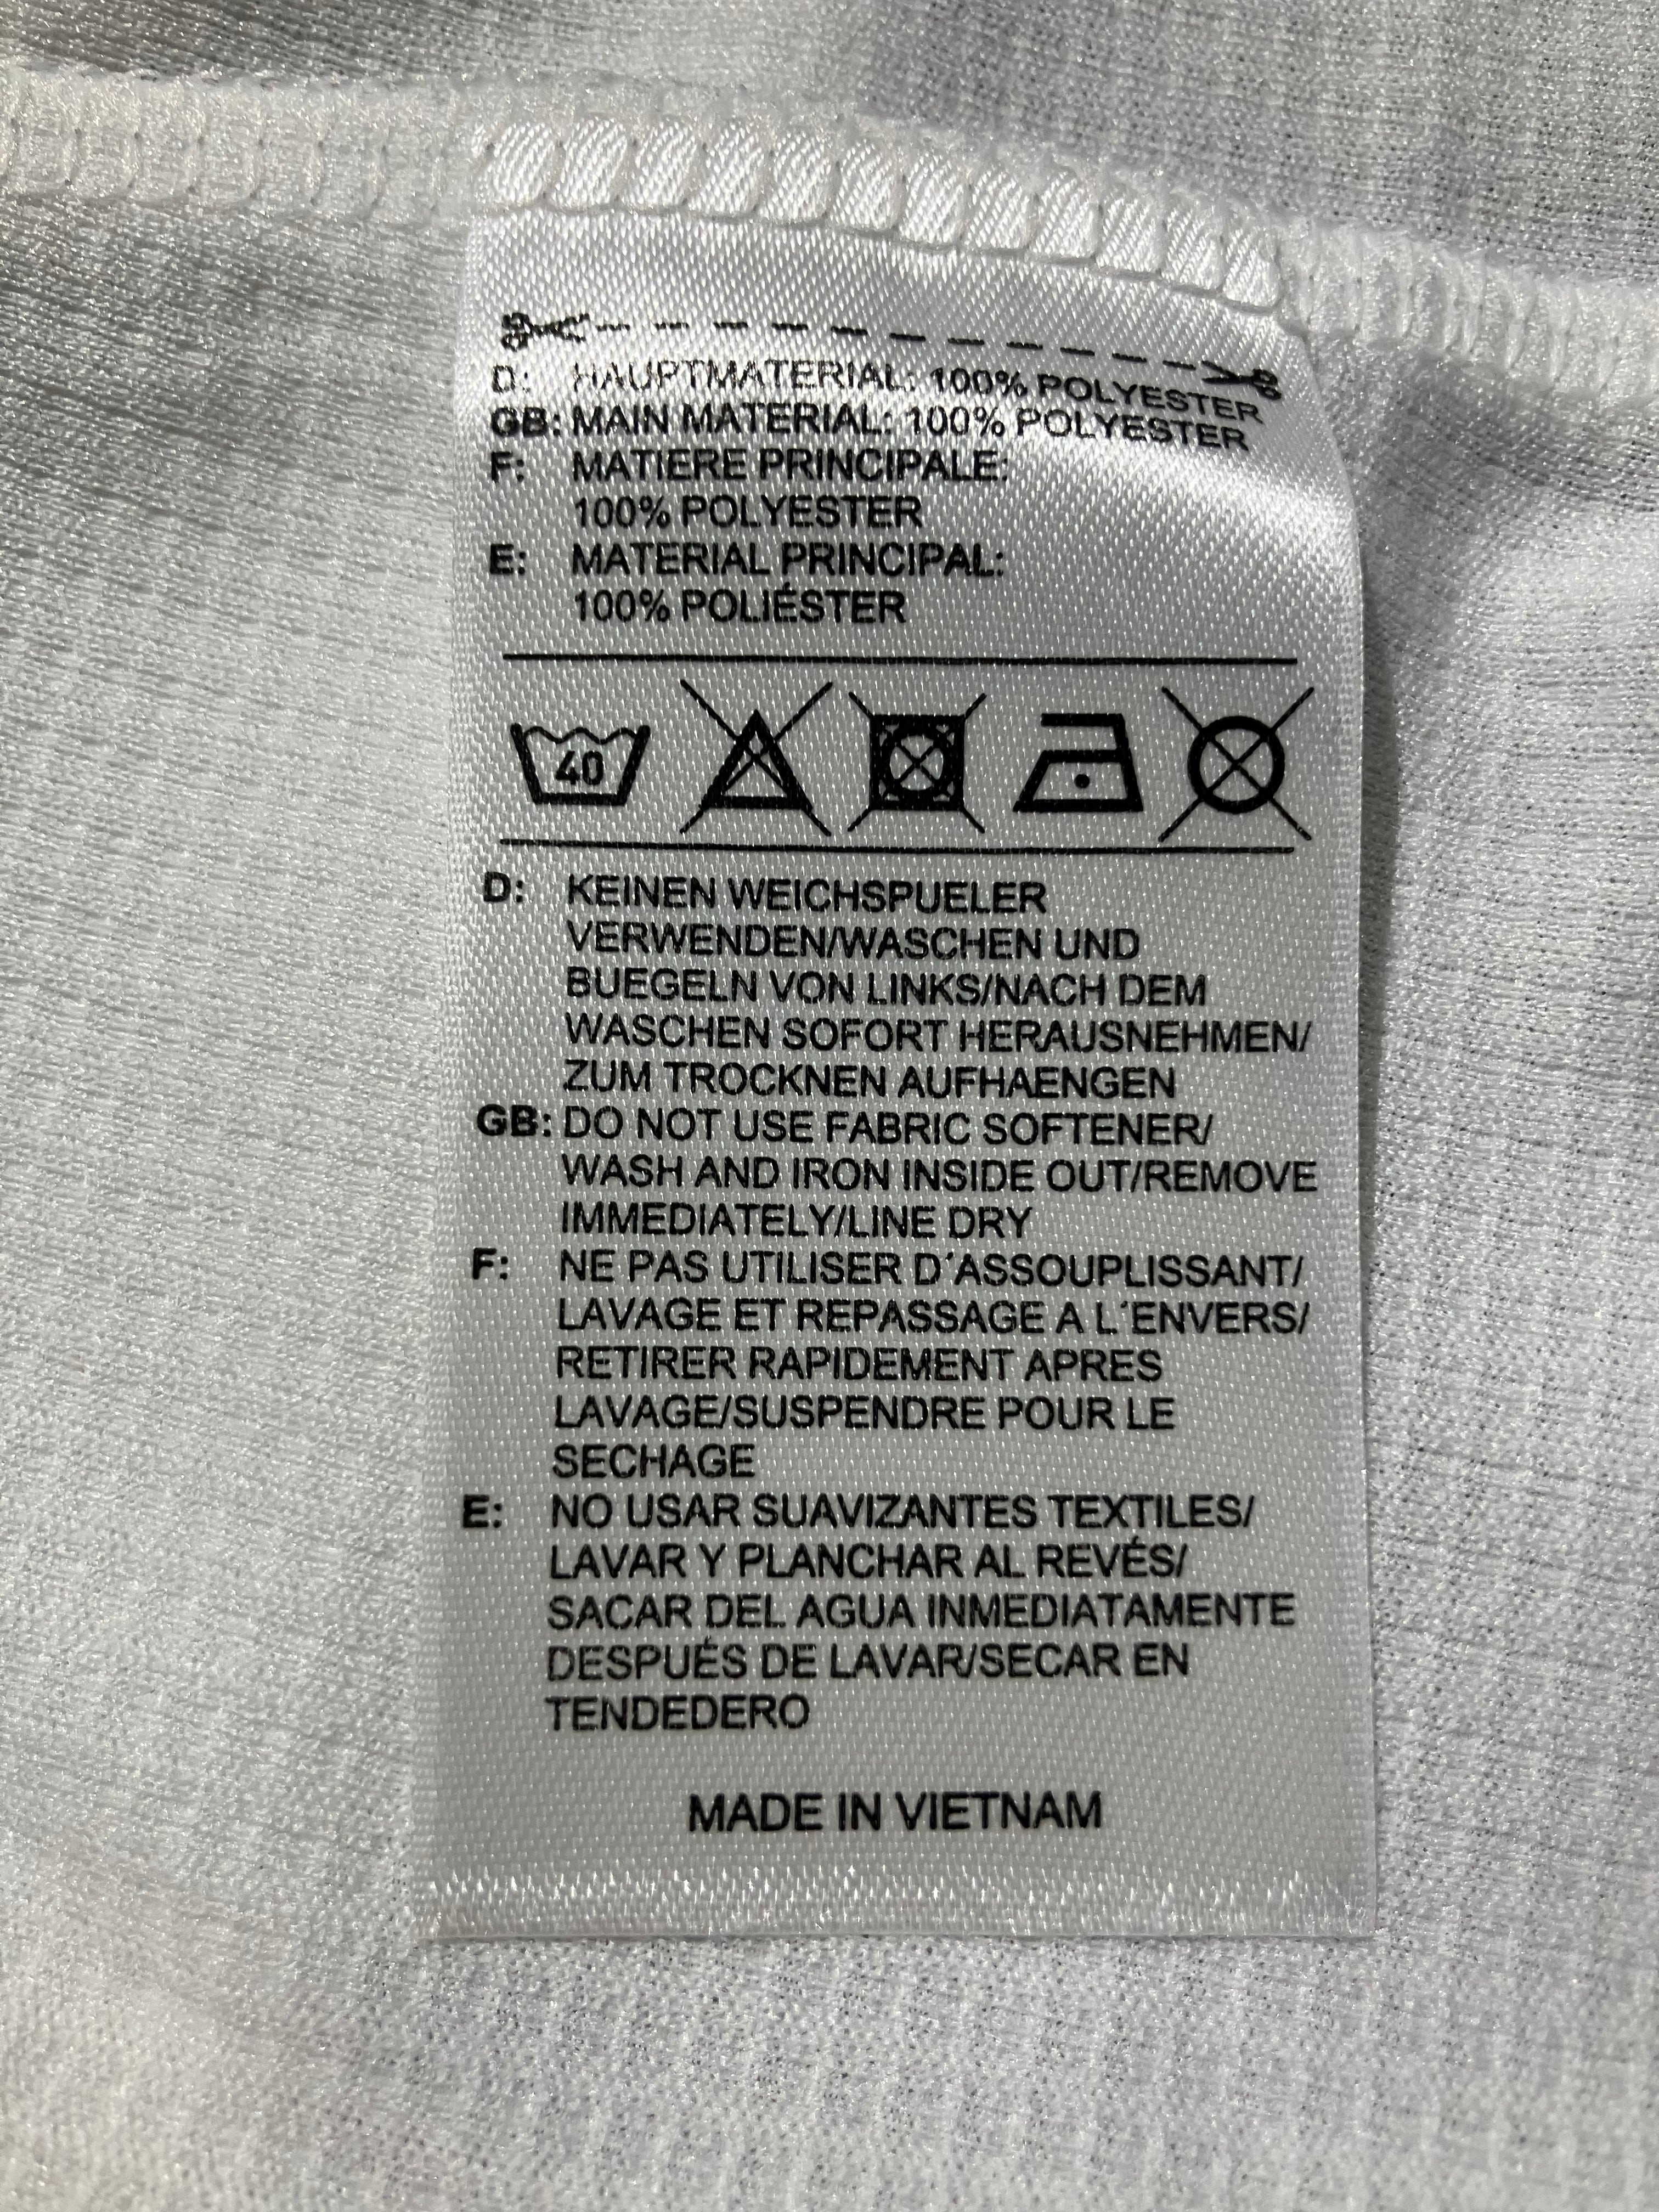 D: HAUPTMATERIAL: 100% POLYESTER
GB: MAIN MATERIAL: 100% POLYESTER
F: MATIERE PRINCIPALE:
100% POLYESTER
E: MATERIAL PRINCIPAL:
100% POLIÉSTER
40
D: KEINEN WEICHSPUELER
VERWENDEN/WASCHEN UND
BUEGELN VON LINKS/NACH DEM
WASCHEN SOFORT HERAUSNEHMEN/
ZUM TROCKNEN AUFHAENGEN
GB: DO NOT USE FABRIC SOFTENER/
WASH AND IRON INSIDE OUT/REMOVE
IMMEDIATELY/LINE DRY
F: NE PAS UTILISER D´ASSOUPLISSANT/
LAVAGE ET REPASSAGE A L´ENVERS/
RETIRER RAPIDEMENT APRES
LAVAGE/SUSPENDRE POUR LE
SECHAGE
E: NO USAR SUAVIZANTES TEXTILES/
LAVAR Y PLANCHAR AL REVÉS/
SACAR DEL AGUA INMEDIATAMENTE
DESPUÉS DE LAVAR/SECAR EN
TENDEDERO
MADE IN VIETNAM